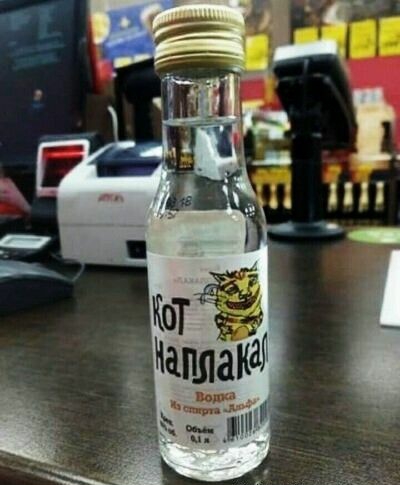 Кот
наплакал
Водка
Из спирта «Альфа»
Объём
0,1 л